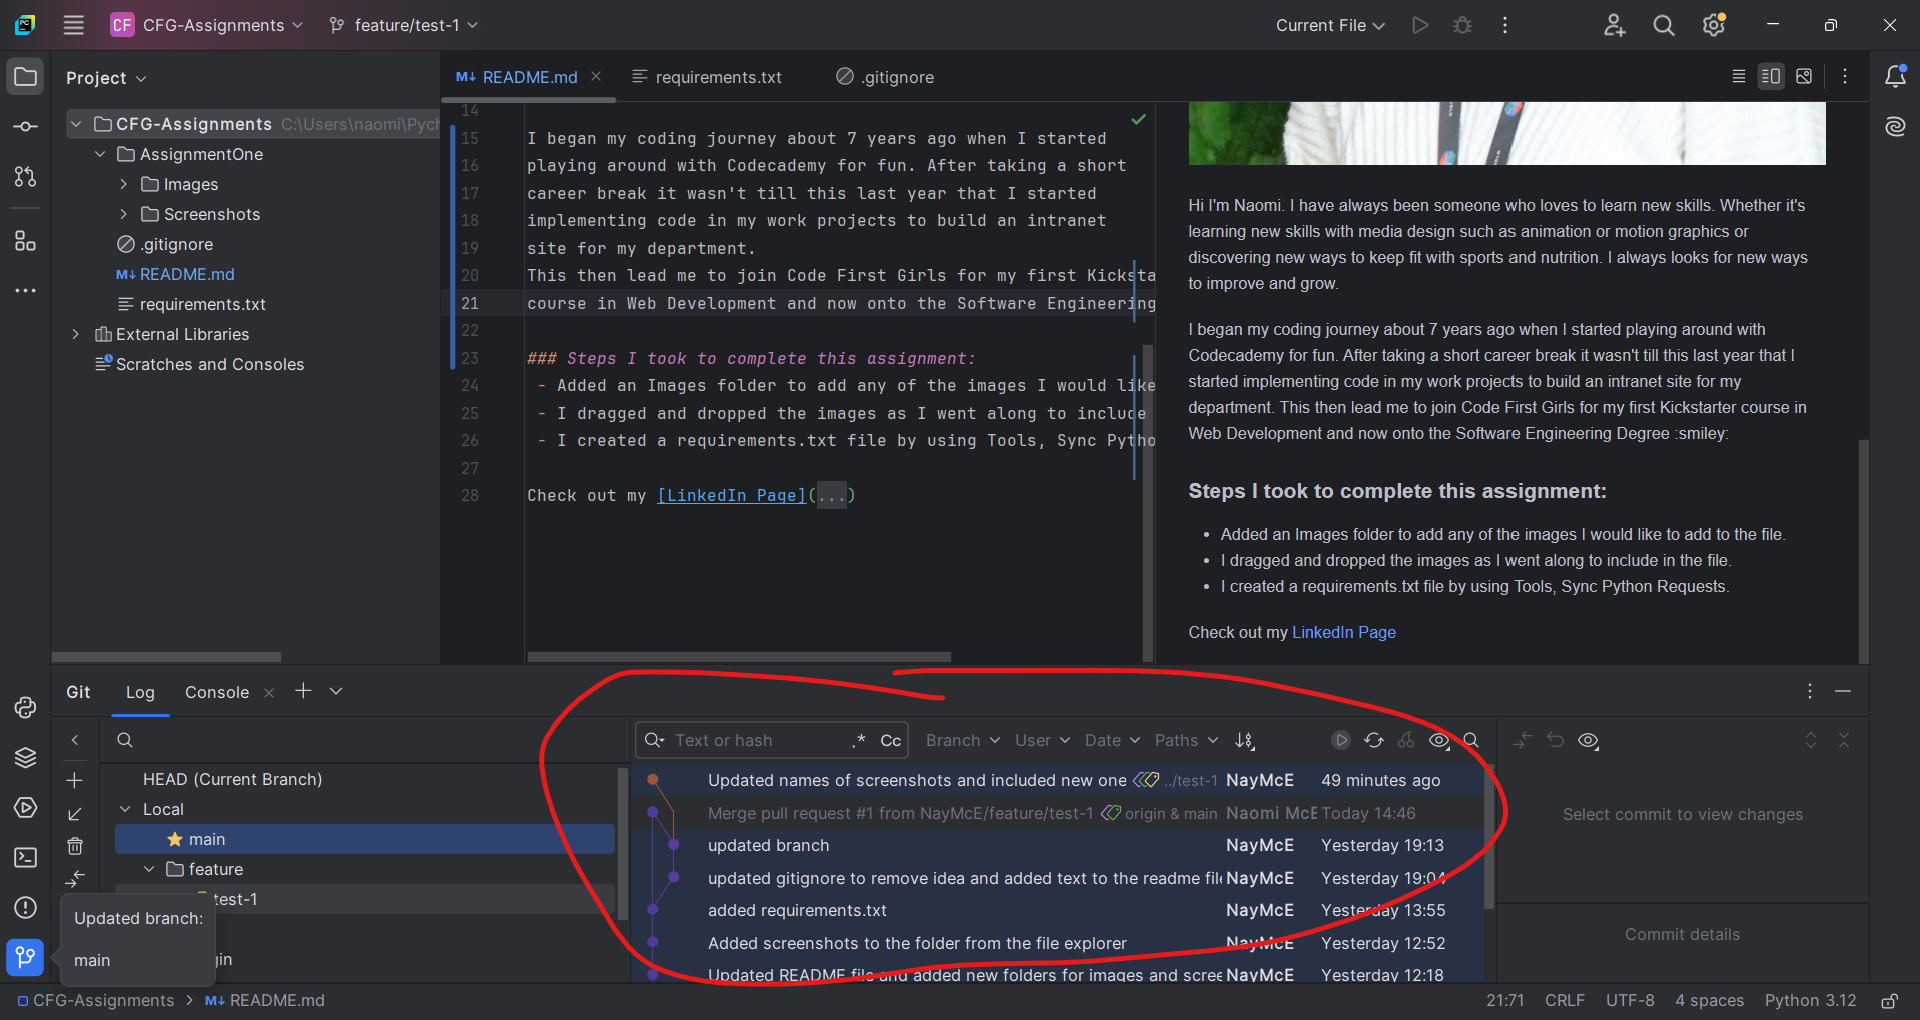 PC
CF CFG-Assignments
feature/test-1
Current File
Project
README.md
requirements.txt
.gitignore
CFG-Assignments C:\Users\naomi\Pych
AssignmentOne
Images
Screenshots
.gitignore
README.md
requirements.txt
External Libraries
Scratches and Consoles
14
15 I began my coding journey about 7 years ago when I started
16 playing around with Codecademy for fun. After taking a short
17 career break it wasn't till this last year that I started
18 implementing code in my work projects to build an intranet
19 site for my department.
20 This then lead me to join Code First Girls for my first Kicksta
21 course in Web Development and now onto the Software Engineering
22
23 ### Steps I took to complete this assignment:
24 - Added an Images folder to add any of the images I would like
25 - I dragged and dropped the images as I went along to include
26 - I created a requirements.txt file by using Tools, Sync Pytho
27
28 Check out my [LinkedIn Page](...)
Hi I'm Naomi. I have always been someone who loves to learn new skills. Whether it's
learning new skills with media design such as animation or motion graphics or
discovering new ways to keep fit with sports and nutrition. I always looks for new ways
to improve and grow.
I began my coding journey about 7 years ago when I started playing around with
Codecademy for fun. After taking a short career break it wasn't till this last year that I
started implementing code in my work projects to build an intranet site for my
department. This then lead me to join Code First Girls for my first Kickstarter course in
Web Development and now onto the Software Engineering Degree :smiley:
Steps I took to complete this assignment:
• Added an Images folder to add any of the images I would like to add to the file.
• I dragged and dropped the images as I went along to include in the file.
• I created a requirements.txt file by using Tools, Sync Python Requests.
Check out my LinkedIn Page
Git Log Console
HEAD (Current Branch)
Local
main
feature
test-1
gin
Updated branch:
main
Text or hash .* Cc Branch User Date Paths
Updated names of screenshots and included new one ../test-1 NayMcE 49 minutes ago
Merge pull request #1 from NayMcE/feature/test-1 origin & main Naomi McE Today 14:46
updated branch NayMcE Yesterday 19:13
updated gitignore to remove idea and added text to the readme file NayMcE Yesterday 19:04
added requirements.txt NayMcE Yesterday 13:55
Added screenshots to the folder from the file explorer NayMcE Yesterday 12:52
Updated README file and added new folders for images and scree NayMcE Yesterday 12:18
Select commit to view changes
Commit details
CFG-Assignments > README.md
21:71 CRLF UTF-8 4 spaces Python 3.12